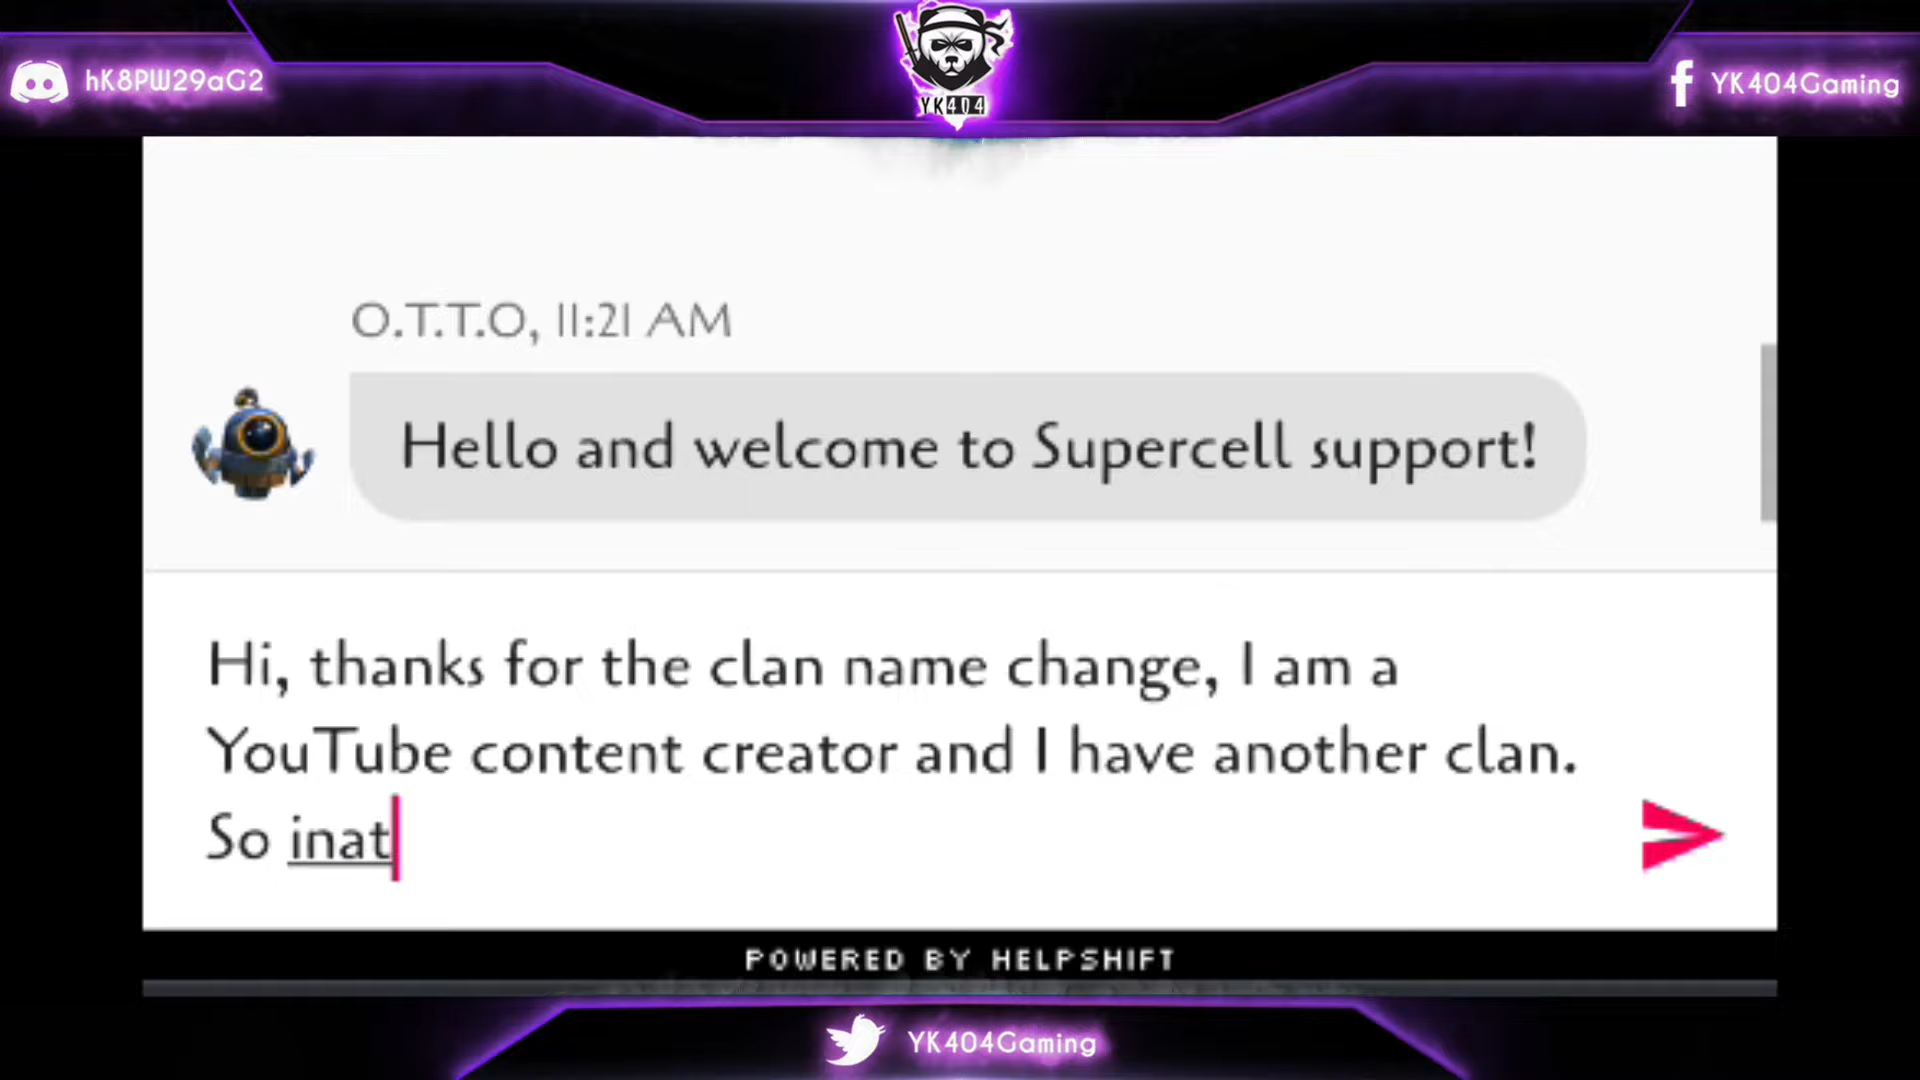 hK8PW29aG2
YK404
YK404Gaming
O.T.T.O, 11:21 AM
Hello and welcome to Supercell support!
Hi, thanks for the clan name change, I am a
YouTube content creator and I have another clan.
So inat
POWERED BY HELPSHIFT
YK404Gaming